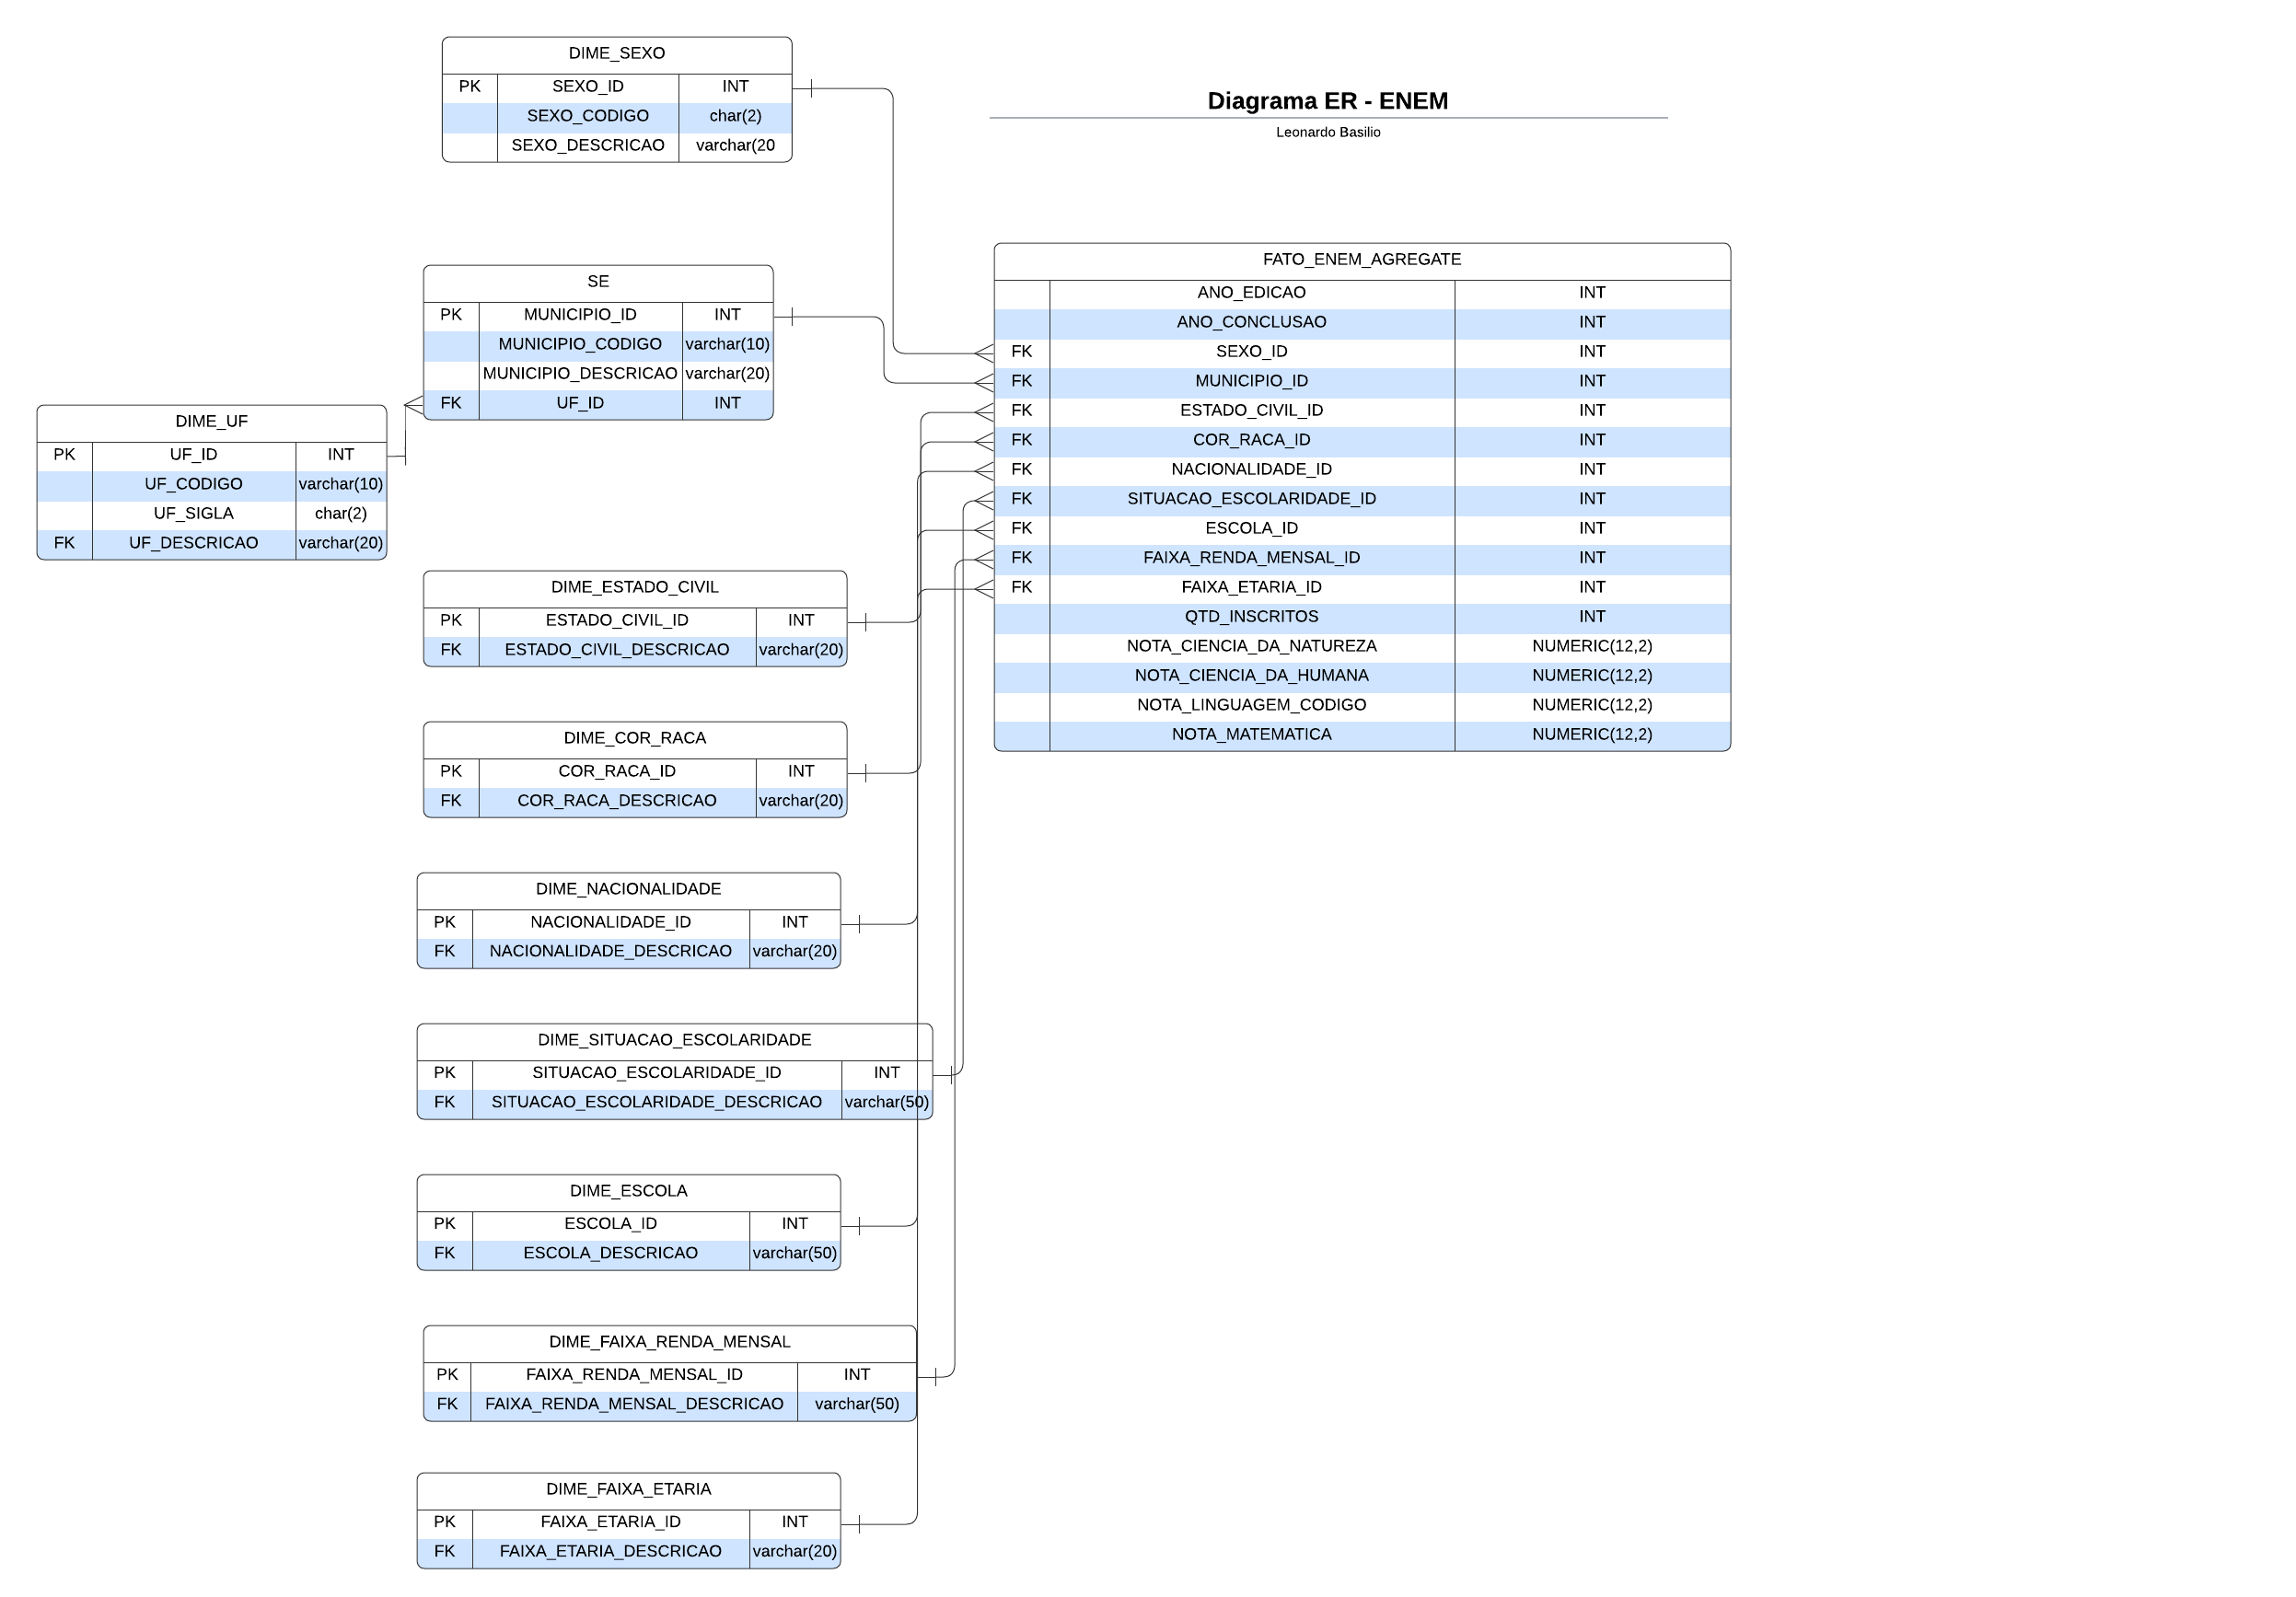 Diagrama ER - ENEM
Leonardo Basilio
DIME_SEXO
PK SEXO_ID INT
SEXO_CODIGO char(2)
SEXO_DESCRICAO varchar(20
SE
PK MUNICIPIO_ID INT
MUNICIPIO_CODIGO varchar(10)
MUNICIPIO_DESCRICAO varchar(20)
FK UF_ID INT
DIME_UF
PK UF_ID INT
UF_CODIGO varchar(10)
UF_SIGLA char(2)
FK UF_DESCRICAO varchar(20)
DIME_ESTADO_CIVIL
PK ESTADO_CIVIL_ID INT
FK ESTADO_CIVIL_DESCRICAO varchar(20)
DIME_COR_RACA
PK COR_RACA_ID INT
FK COR_RACA_DESCRICAO varchar(20)
DIME_NACIONALIDADE
PK NACIONALIDADE_ID INT
FK NACIONALIDADE_DESCRICAO varchar(20)
DIME_SITUACAO_ESCOLARIDADE
PK SITUACAO_ESCOLARIDADE_ID INT
FK SITUACAO_ESCOLARIDADE_DESCRICAO varchar(50)
DIME_ESCOLA
PK ESCOLA_ID INT
FK ESCOLA_DESCRICAO varchar(50)
DIME_FAIXA_RENDA_MENSAL
PK FAIXA_RENDA_MENSAL_ID INT
FK FAIXA_RENDA_MENSAL_DESCRICAO varchar(50)
DIME_FAIXA_ETARIA
PK FAIXA_ETARIA_ID INT
FK FAIXA_ETARIA_DESCRICAO varchar(20)
FATO_ENEM_AGREGATE
ANO_EDICAO INT
ANO_CONCLUSAO INT
FK SEXO_ID INT
FK MUNICIPIO_ID INT
FK ESTADO_CIVIL_ID INT
FK COR_RACA_ID INT
FK NACIONALIDADE_ID INT
FK SITUACAO_ESCOLARIDADE_ID INT
FK ESCOLA_ID INT
FK FAIXA_RENDA_MENSAL_ID INT
FK FAIXA_ETARIA_ID INT
QTD_INSCRITOS INT
NOTA_CIENCIA_DA_NATUREZA NUMERIC(12,2)
NOTA_CIENCIA_DA_HUMANA NUMERIC(12,2)
NOTA_LINGUAGEM_CODIGO NUMERIC(12,2)
NOTA_MATEMATICA NUMERIC(12,2)